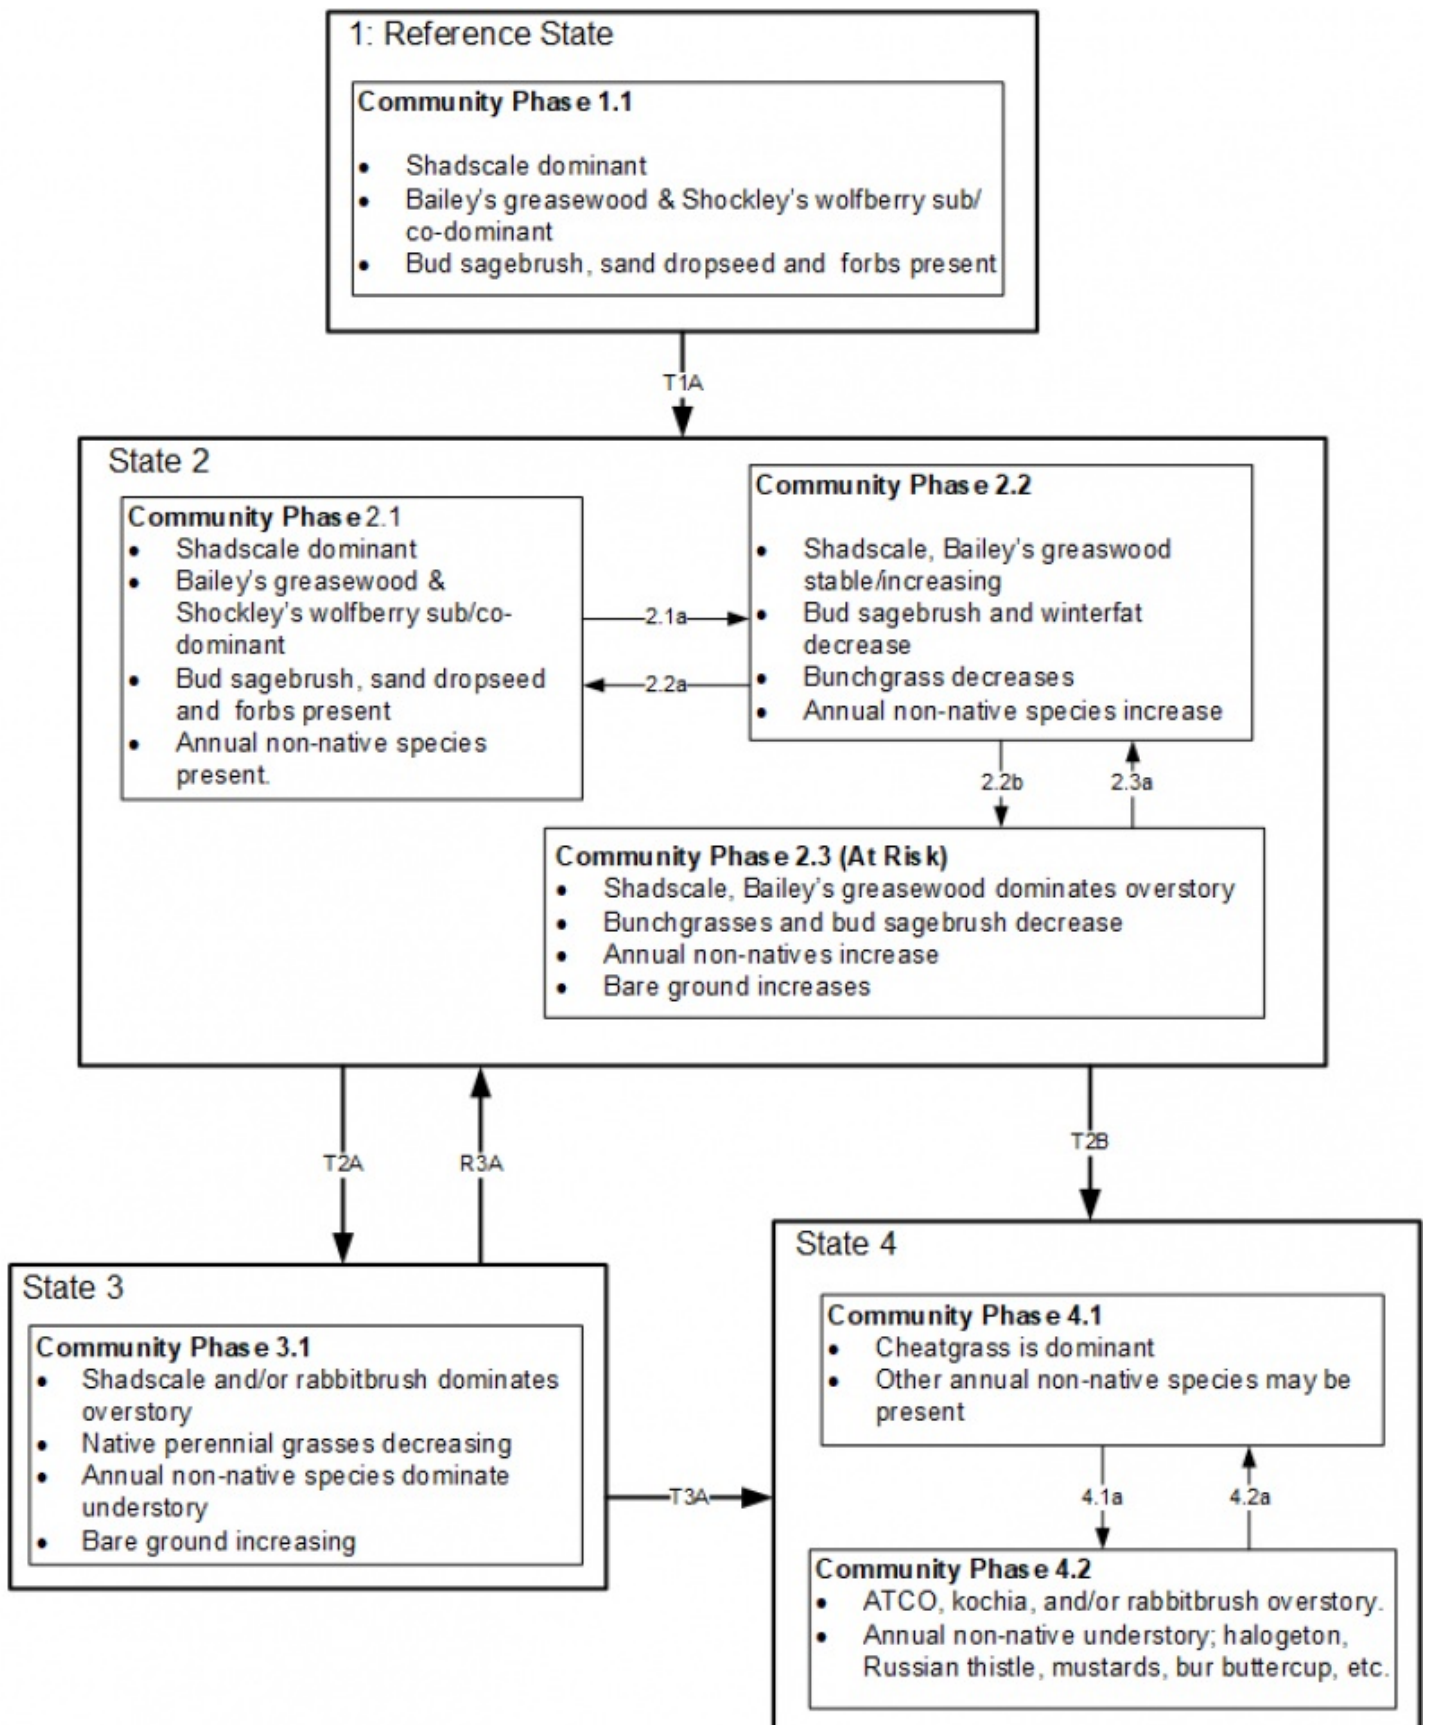 1: Reference State
Community Phase 1.1
• Shadscale dominant
• Bailey's greasewood & Shockley's wolfberry sub/
co-dominant
• Bud sagebrush, sand dropseed and forbs present
T1A
State 2
Community Phase 2.1
• Shadscale dominant
• Bailey's greasewood &
Shockley's wolfberry sub/co-
dominant
• Bud sagebrush, sand dropseed
and forbs present
• Annual non-native species
present.
2.1a
2.2a
Community Phase 2.2
• Shadscale, Bailey's greaswood
stable/increasing
• Bud sagebrush and winterfat
decrease
• Bunchgrass decreases
• Annual non-native species increase
2.2b
2.3a
Community Phase 2.3 (At Risk)
• Shadscale, Bailey's greasewood dominates overstory
• Bunchgrasses and bud sagebrush decrease
• Annual non-natives increase
• Bare ground increases
T2A
R3A
T2B
State 3
Community Phase 3.1
• Shadscale and/or rabbitbrush dominates
overstory
• Native perennial grasses decreasing
• Annual non-native species dominate
understory
• Bare ground increasing
T3A
State 4
Community Phase 4.1
• Cheatgrass is dominant
• Other annual non-native species may be
present
4.1a
4.2a
Community Phase 4.2
• ATCO, kochia, and/or rabbitbrush overstory.
• Annual non-native understory; halogeton,
Russian thistle, mustards, bur buttercup, etc.